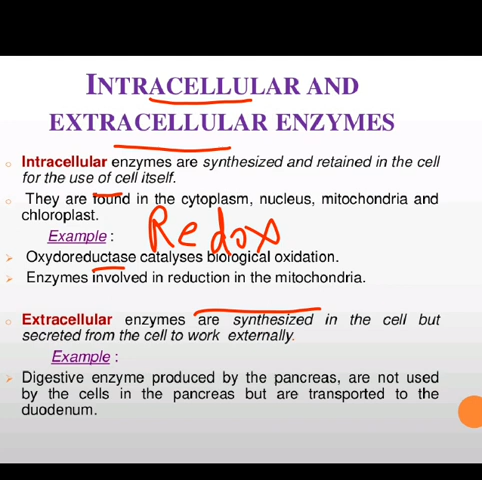 INTRACELLULAR AND
EXTRACELLULAR ENZYMES
Intracellular enzymes are synthesized and retained in the cell
for the use of cell itself.
They are found in the cytoplasm, nucleus, mitochondria and
chloroplast.
Redox
Example :
Oxydoreductase catalyses biological oxidation.
Enzymes involved in reduction in the mitochondria.
Extracellular enzymes are synthesized in the cell but
secreted from the cell to work externally.
Example :
Digestive enzyme produced by the pancreas, are not used
by the cells in the pancreas but are transported to the
duodenum.